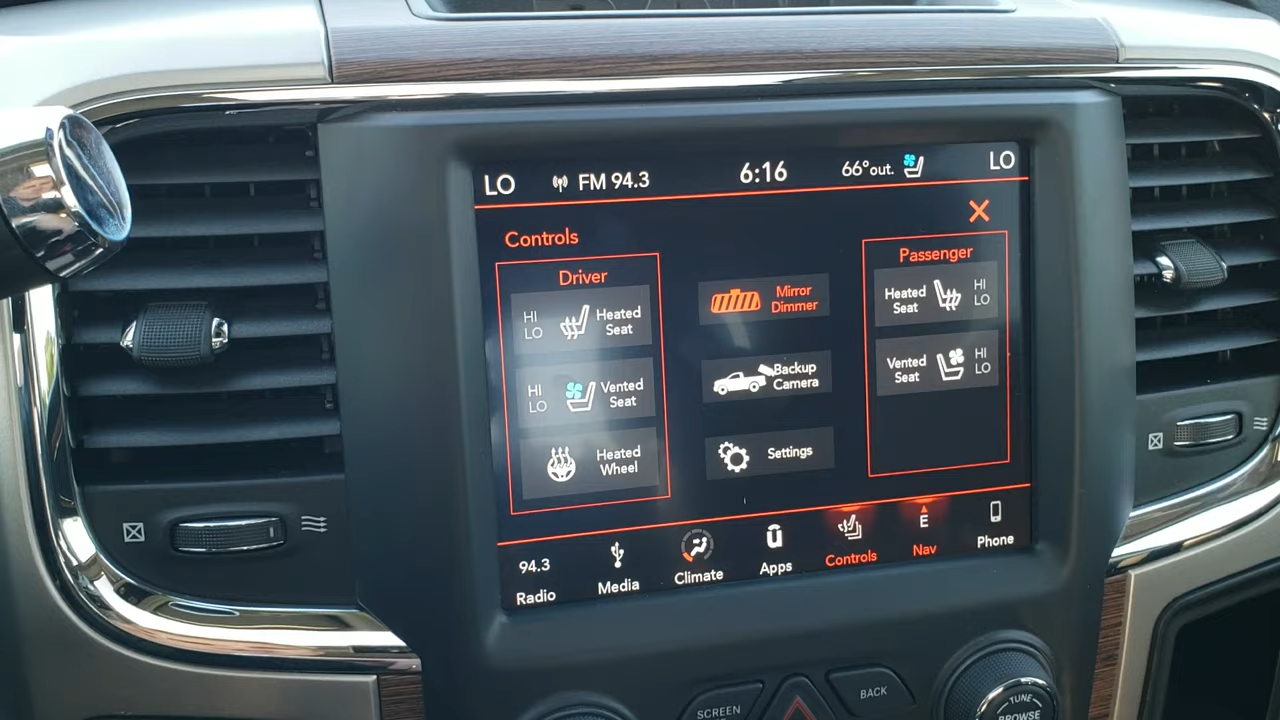 LO FM 94.3 6:16 66° out. LO
Controls
Driver
HI
LO
Heated
Seat
HI
LO
Vented
Seat
Heated
Wheel
Mirror
Dimmer
Backup
Camera
Settings
Passenger
Heated
Seat
HI
LO
Vented
Seat
HI
LO
94.3
Radio
Media
Climate
Apps
Controls
E
Nav
Phone
SCREEN
BACK
TUNE
BROWSE